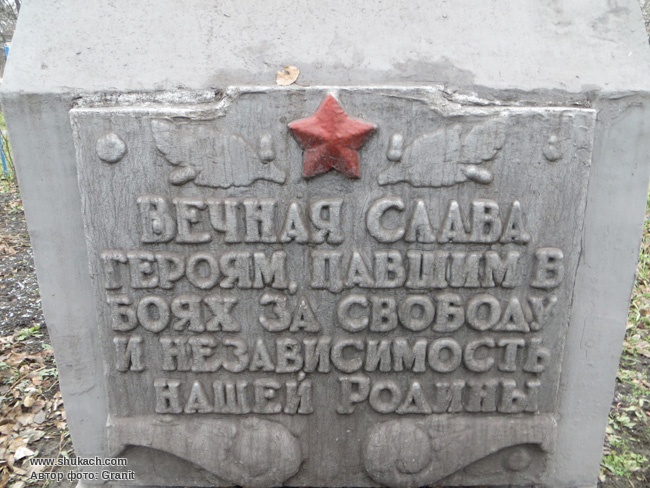 Вечная Слава
героям, павшим в
боях за свободу
и независимость
нашей Родины
www.shukach.com
Автор фото: Granit